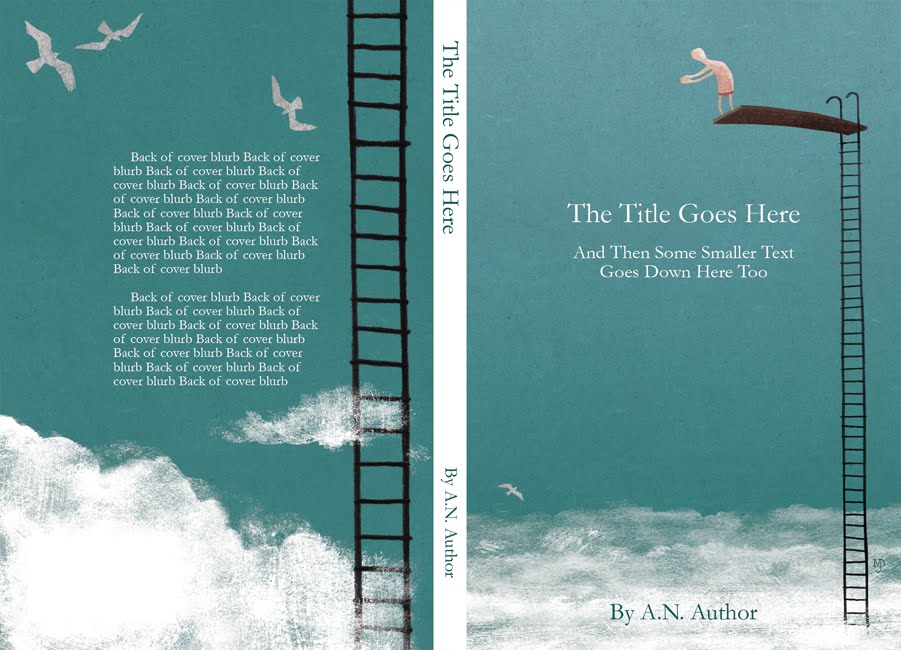 Back of cover blurb Back of cover
blurb Back of cover blurb Back of
cover blurb Back of cover blurb Back
of cover blurb Back of cover blurb
Back of cover blurb Back of cover
blurb Back of cover blurb Back of
cover blurb Back of cover blurb Back
of cover blurb Back of cover blurb
Back of cover blurb
Back of cover blurb Back of cover
blurb Back of cover blurb Back of
cover blurb Back of cover blurb Back
of cover blurb Back of cover blurb
Back of cover blurb Back of cover
blurb Back of cover blurb Back of
cover blurb Back of cover blurb
The Title Goes Here
By A.N. Author
The Title Goes Here
And Then Some Smaller Text
Goes Down Here Too
By A.N. Author